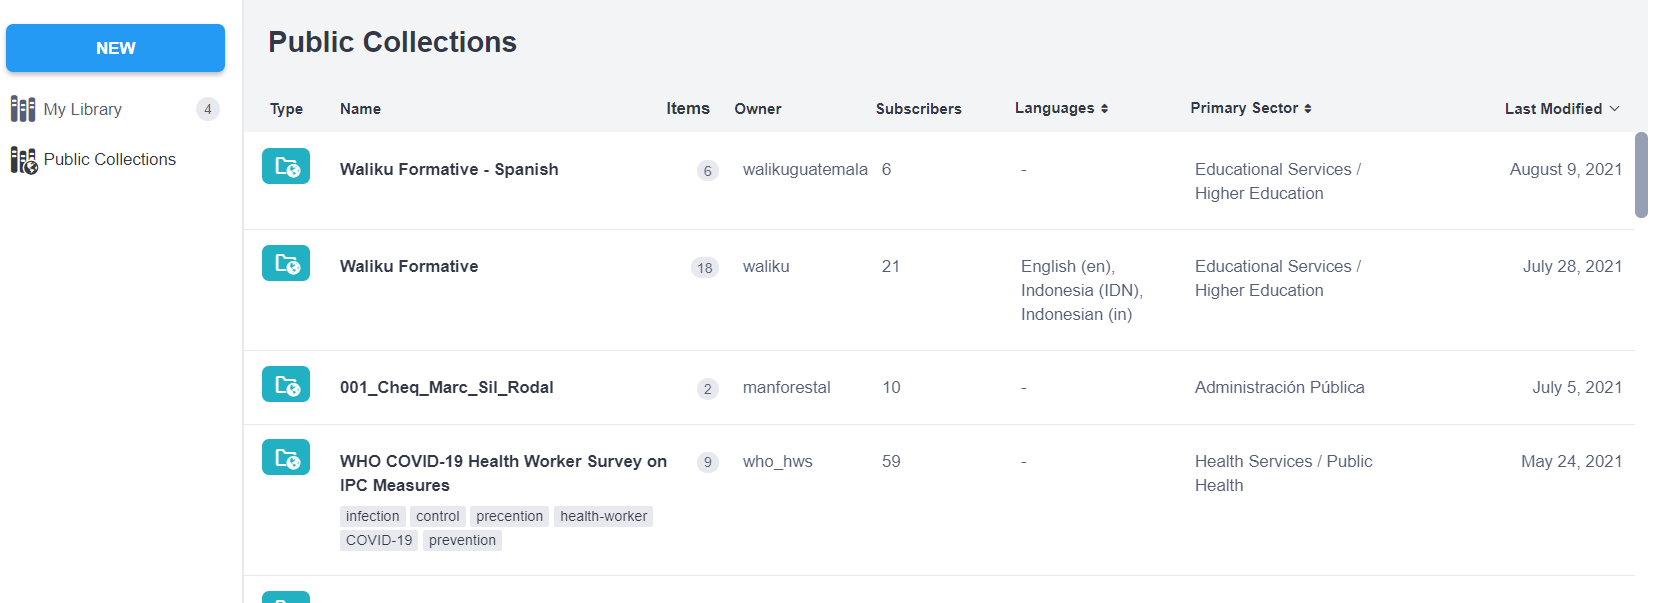 NEW
My Library 4
Public Collections
Public Collections
Type Name Items Owner Subscribers Languages Primary Sector Last Modified
Waliku Formative - Spanish 6 walikuguatemala 6 - Educational Services / August 9, 2021
Higher Education
Waliku Formative 18 waliku 21 English (en), Educational Services / July 28, 2021
Indonesia (IDN), Higher Education
Indonesian (in)
001_Cheq_Marc_Sil_Rodal 2 manforestal 10 - Administración Pública July 5, 2021
WHO COVID-19 Health Worker Survey on 9 who_hws 59 - Health Services / Public May 24, 2021
IPC Measures Health
infection control precention health-worker
COVID-19 prevention